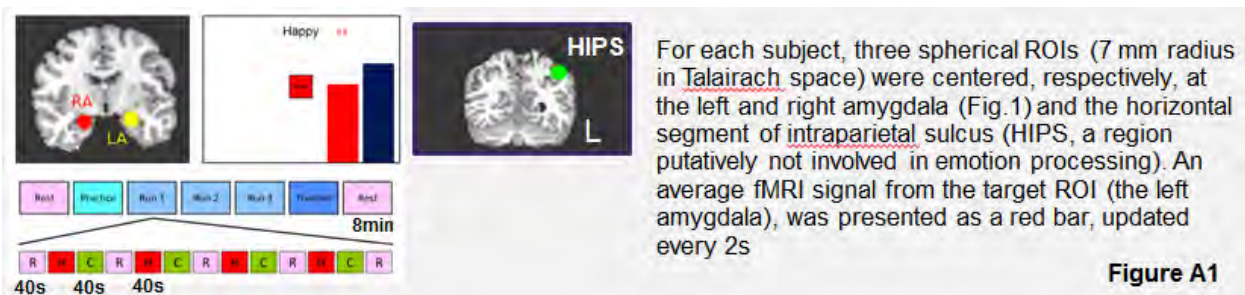 RA
LA
Happy
HIPS
L
For each subject, three spherical ROIs (7 mm radius
in Talairach space) were centered, respectively, at
the left and right amygdala (Fig.1) and the horizontal
segment of intraparietal sulcus (HIPS, a region
putatively not involved in emotion processing). An
average fMRI signal from the target ROI (the left
amygdala), was presented as a red bar, updated
every 2s
Rest Practice Run 1 Run 2 Run 3 Rest
8min
R H C R H C R H C R H C R
40s 40s 40s
Figure A1